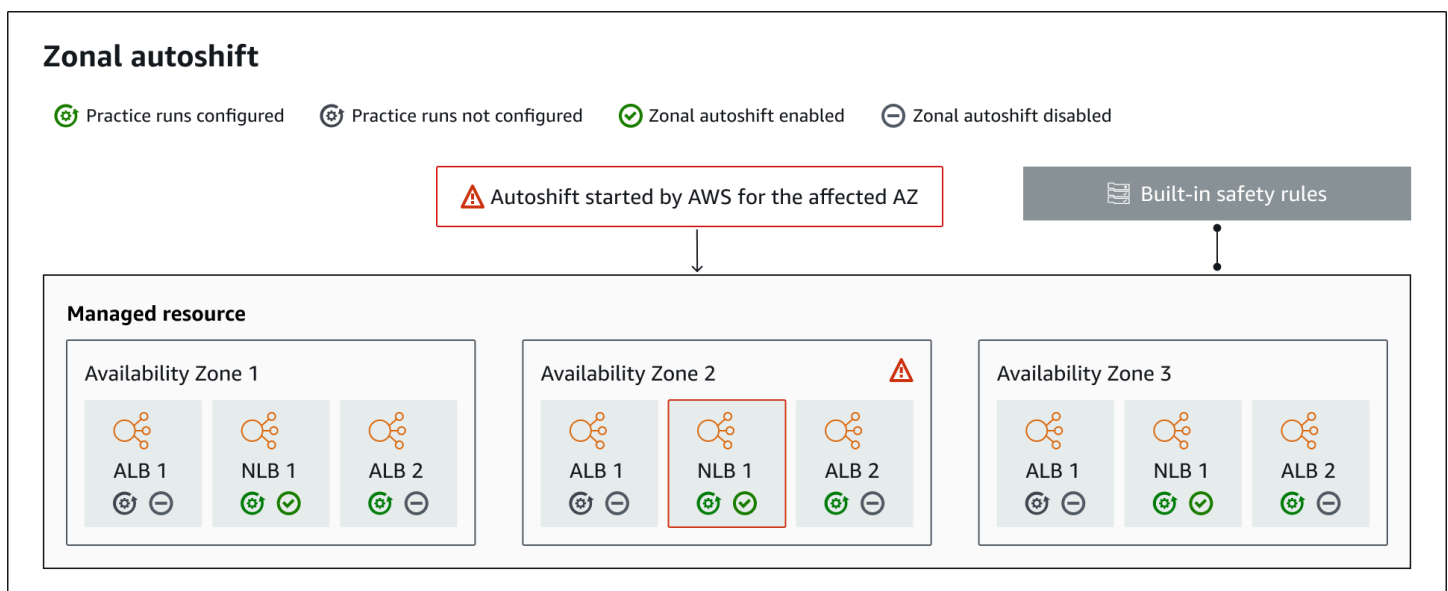 Zonal autoshift
Practice runs configured
Practice runs not configured
Zonal autoshift enabled
Zonal autoshift disabled
Autoshift started by AWS for the affected AZ
Built-in safety rules
Managed resource
Availability Zone 1
ALB 1
NLB 1
ALB 2
Availability Zone 2
ALB 1
NLB 1
ALB 2
Availability Zone 3
ALB 1
NLB 1
ALB 2